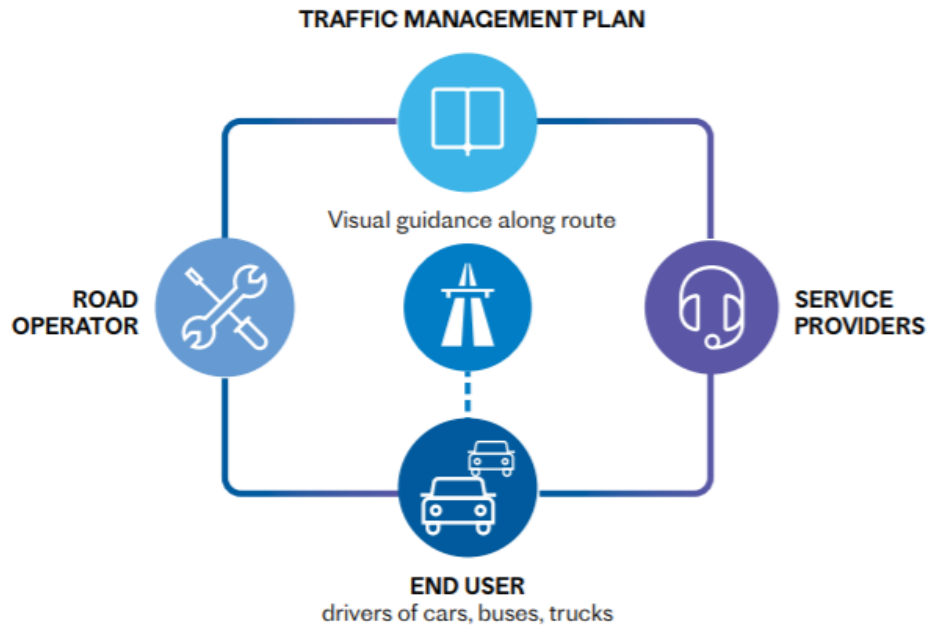 TRAFFIC MANAGEMENT PLAN
Visual guidance along route
ROAD
OPERATOR
SERVICE
PROVIDERS
END USER
drivers of cars, buses, trucks